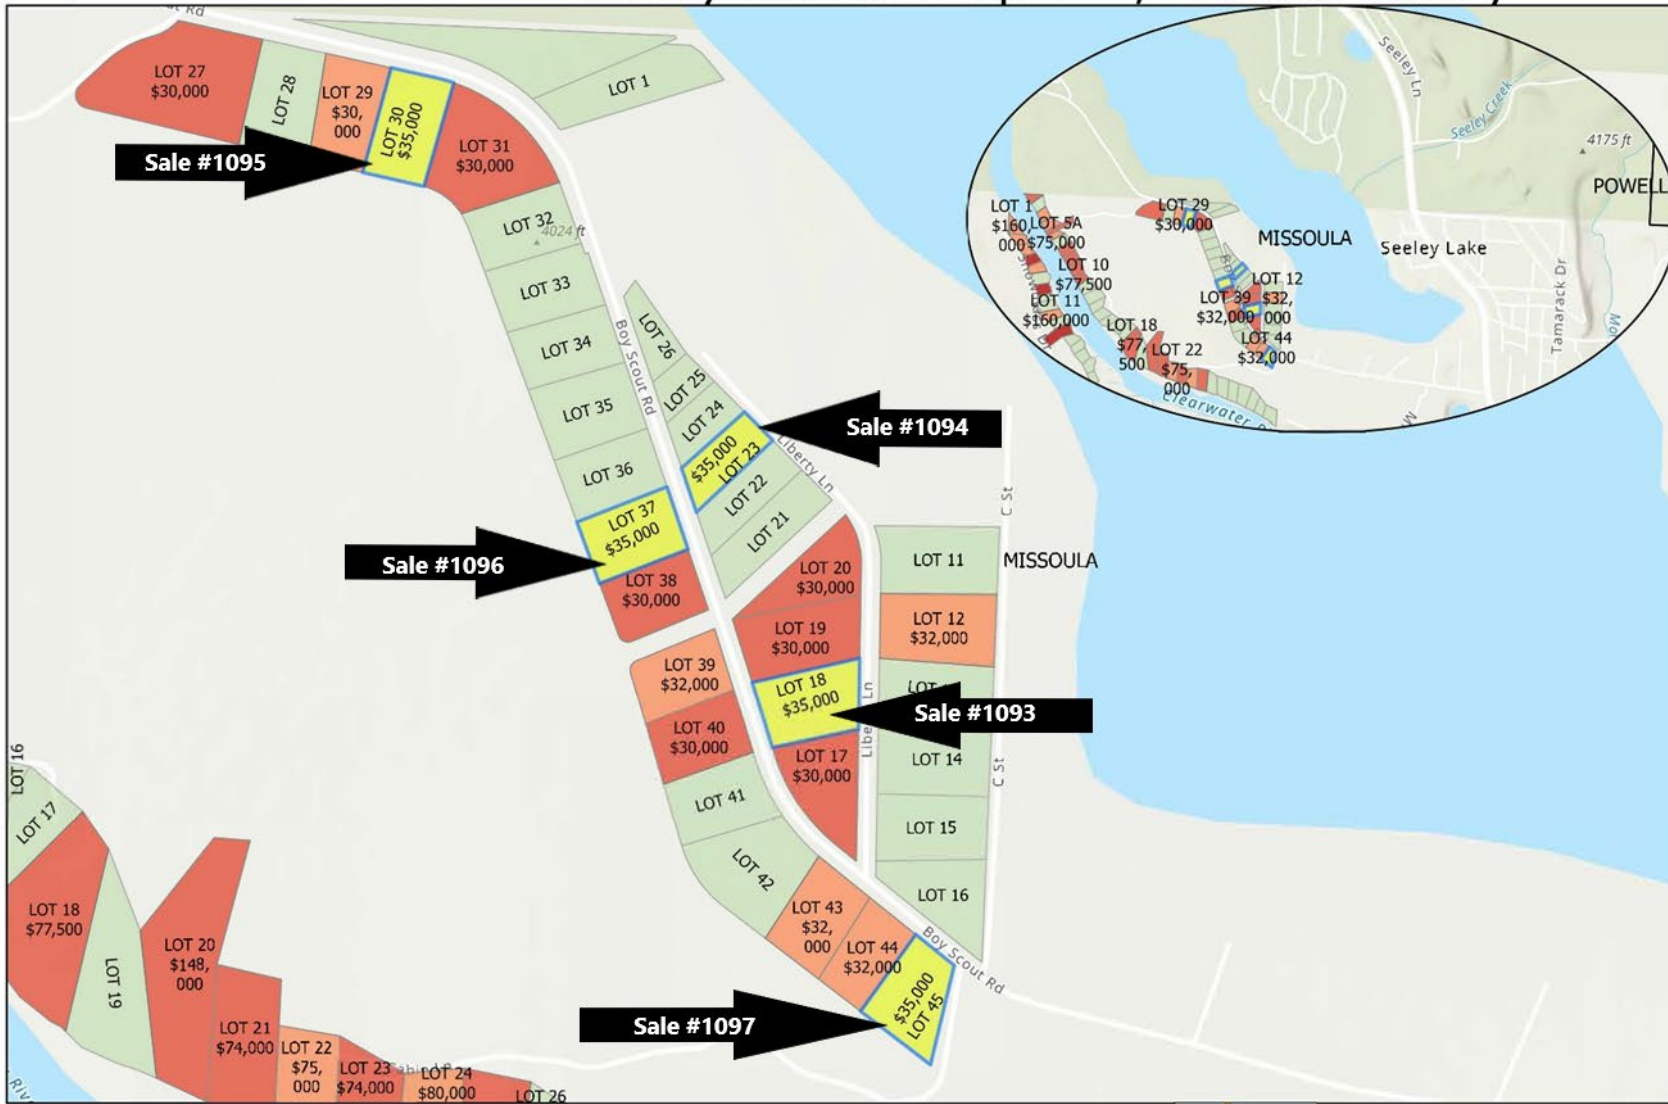 LOT 27
$30,000
LOT 28
LOT 29
$30,
000
LOT 30
$35,000
LOT 31
$30,000
LOT 1
Sale #1095
LOT 32
4024 ft
LOT 33
LOT 34
LOT 35
LOT 36
LOT 37
$35,000
Sale #1096
LOT 38
$30,000
Boy Scout Rd
LOT 26
LOT 25
LOT 24
$35,000
LOT 23
Sale #1094
LOT 22
LOT 21
Liberty Ln
LOT 20
$30,000
LOT 19
$30,000
LOT 18
$35,000
Sale #1093
LOT 17
$30,000
LOT 11
MISSOULA
LOT 12
$32,000
LOT
LOT 14
LOT 15
LOT 16
C St
C St
LOT 39
$32,000
LOT 40
$30,000
LOT 41
LOT 42
LOT 43
$32,
000
LOT 44
$32,000
$35,000
LOT 45
Sale #1097
Boy Scout Rd
LOT 16
LOT 17
LOT 18
$77,500
LOT 19
LOT 20
$148,
000
LOT 21
$74,000
LOT 22
$75,
000
LOT 23
$74,000
LOT 24
$80,000
LOT 26
Seeley Ln
Seeley Creek
4175 ft
POWELL
LOT 1
$160,
000
LOT 5A
$75,000
LOT 10
$77,500
LOT 11
$160,000
LOT 18
$77,
500
LOT 22
$75,
000
LOT 29
$30,000
MISSOULA
Seeley Lake
LOT 12
$32,
000
LOT 39
$32,000
LOT 44
$32,000
Tamarack Dr
Clearwater